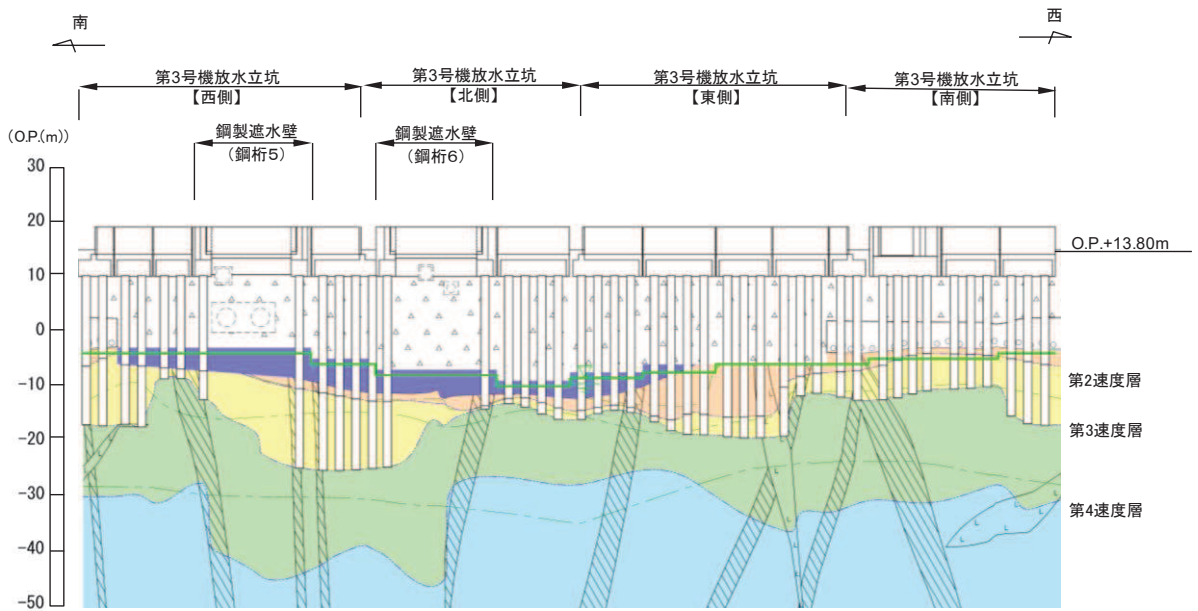 南
西
第3号機放水立坑
【西側】
第3号機放水立坑
【北側】
第3号機放水立坑
【東側】
第3号機放水立坑
【南側】
鋼製遮水壁
(鋼桁5)
鋼製遮水壁
(鋼桁6)
(O.P.(m))
30
20
10
0
-10
-20
-30
-40
-50
O.P.+13.80m
第2速度層
第3速度層
第4速度層